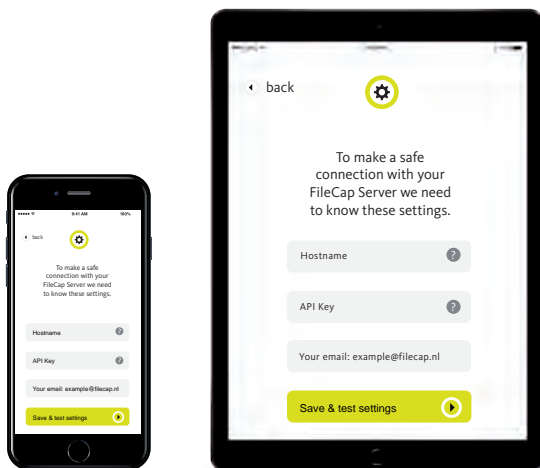 9:41 AM
100%
back
To make a safe
connection with your
FileCap Server we need
to know these settings.
Hostname ?
API Key ?
Your email: example@filecap.nl
Save & test settings
back
To make a safe
connection with your
FileCap Server we need
to know these settings.
Hostname ?
API Key ?
Your email: example@filecap.nl
Save & test settings